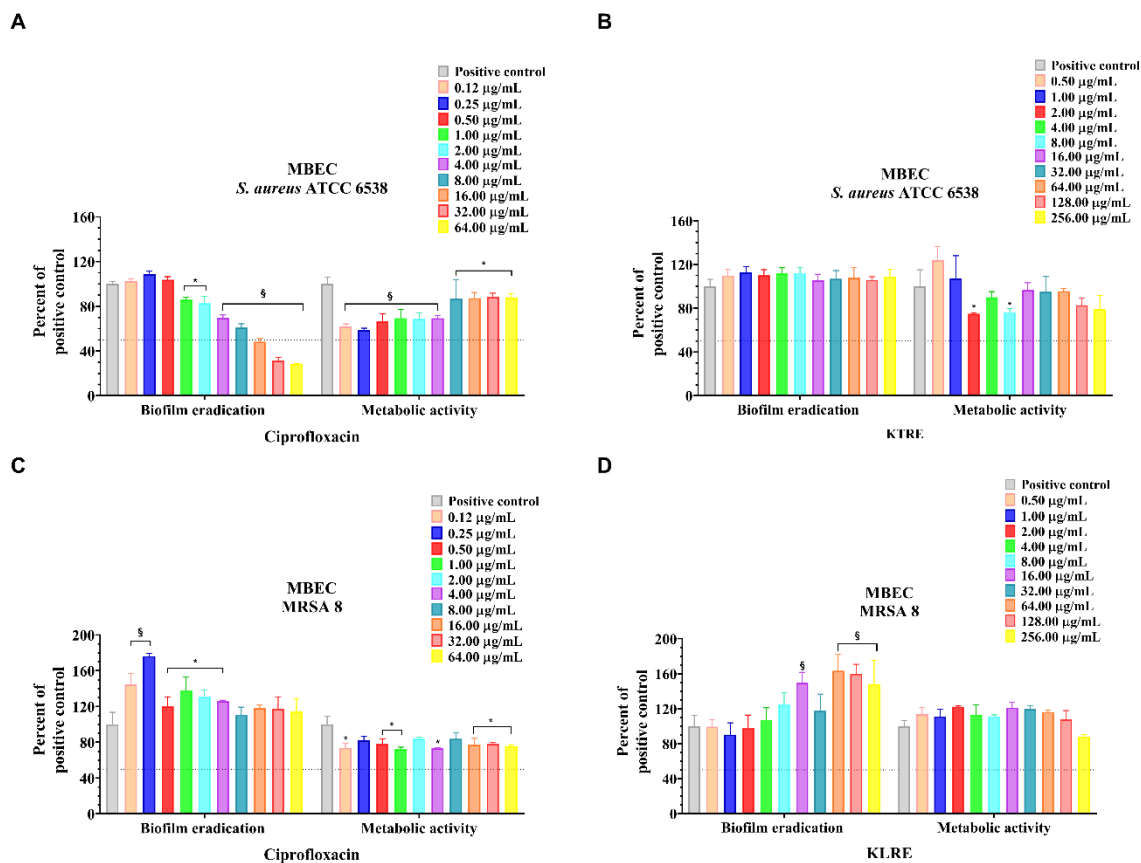 A
Positive control
0.12 µg/mL
0.25 µg/mL
0.50 µg/mL
1.00 µg/mL
2.00 µg/mL
4.00 µg/mL
8.00 µg/mL
16.00 µg/mL
32.00 µg/mL
64.00 µg/mL
MBEC
S. aureus ATCC 6538
Percent of
positive control
160
120
80
40
0
*
§
§
*
Biofilm eradication
Metabolic activity
Ciprofloxacin
B
Positive control
0.50 µg/mL
1.00 µg/mL
2.00 µg/mL
4.00 µg/mL
8.00 µg/mL
16.00 µg/mL
32.00 µg/mL
64.00 µg/mL
128.00 µg/mL
256.00 µg/mL
MBEC
S. aureus ATCC 6538
Percent of
positive control
160
120
80
40
0
*
*
Biofilm eradication
Metabolic activity
KTRE
C
Positive control
0.12 µg/mL
0.25 µg/mL
0.50 µg/mL
1.00 µg/mL
2.00 µg/mL
4.00 µg/mL
8.00 µg/mL
16.00 µg/mL
32.00 µg/mL
64.00 µg/mL
MBEC
MRSA 8
Percent of
positive control
200
160
120
80
40
0
§
*
*
*
*
*
Biofilm eradication
Metabolic activity
Ciprofloxacin
D
Positive control
0.50 µg/mL
1.00 µg/mL
2.00 µg/mL
4.00 µg/mL
8.00 µg/mL
16.00 µg/mL
32.00 µg/mL
64.00 µg/mL
128.00 µg/mL
256.00 µg/mL
MBEC
MRSA 8
Percent of
positive control
200
160
120
80
40
0
§
§
Biofilm eradication
Metabolic activity
KLRE